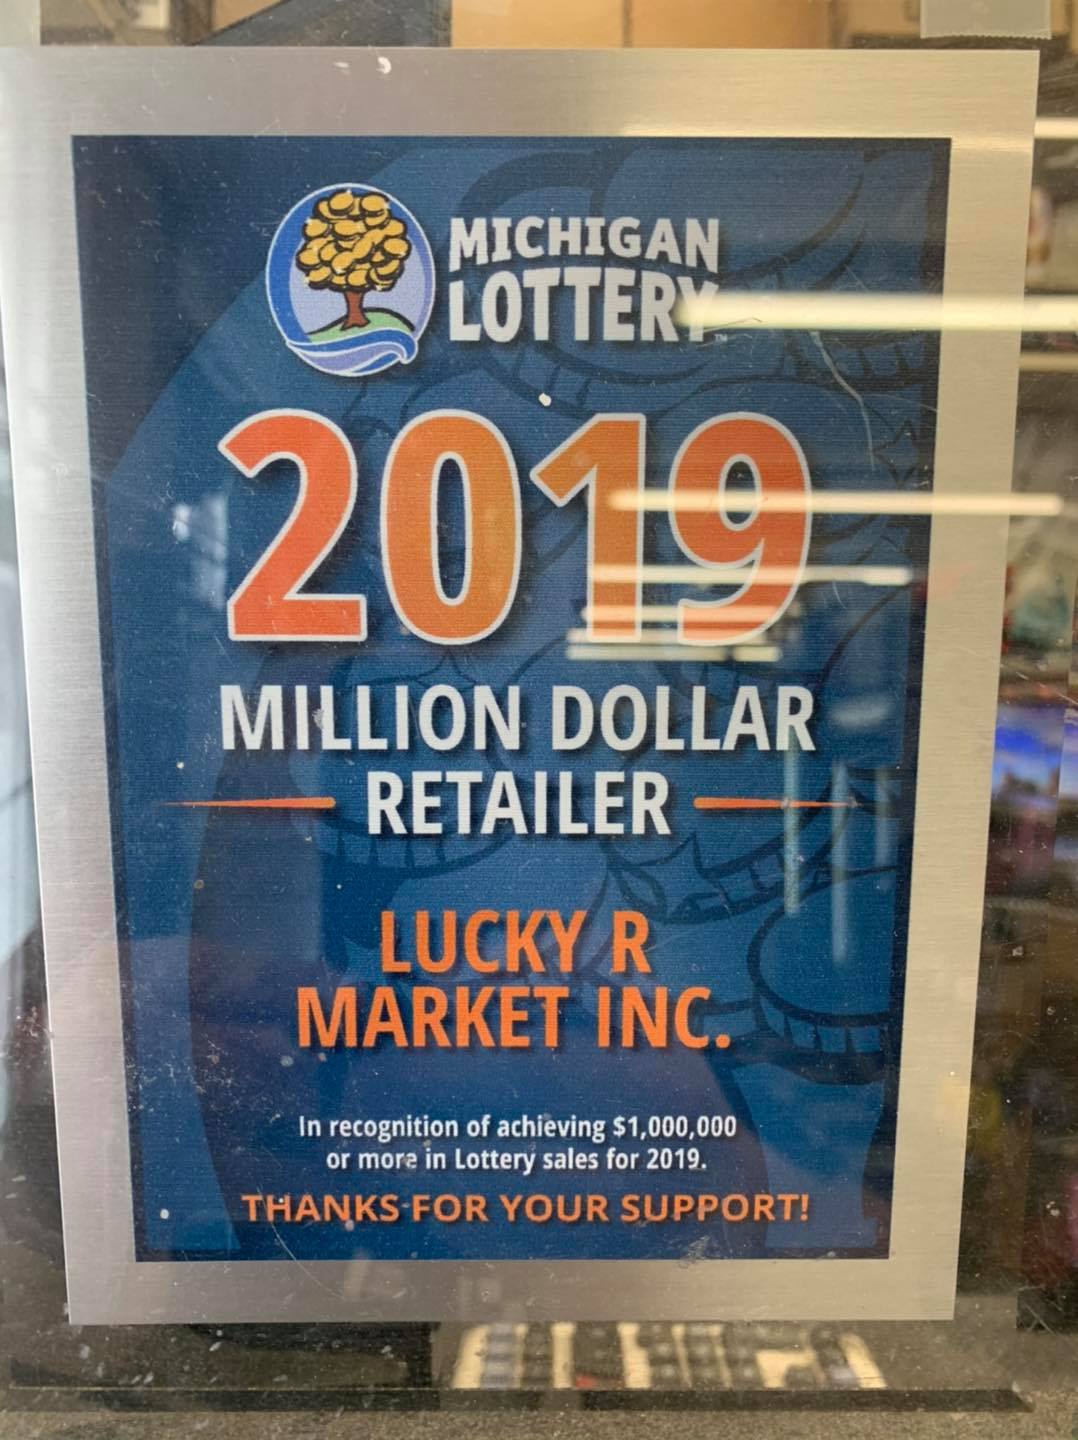 MICHIGAN
LOTTERY™
2019
MILLION DOLLAR
RETAILER
LUCKY R
MARKET INC.
In recognition of achieving $1,000,000
or more in Lottery sales for 2019.
THANKS FOR YOUR SUPPORT!